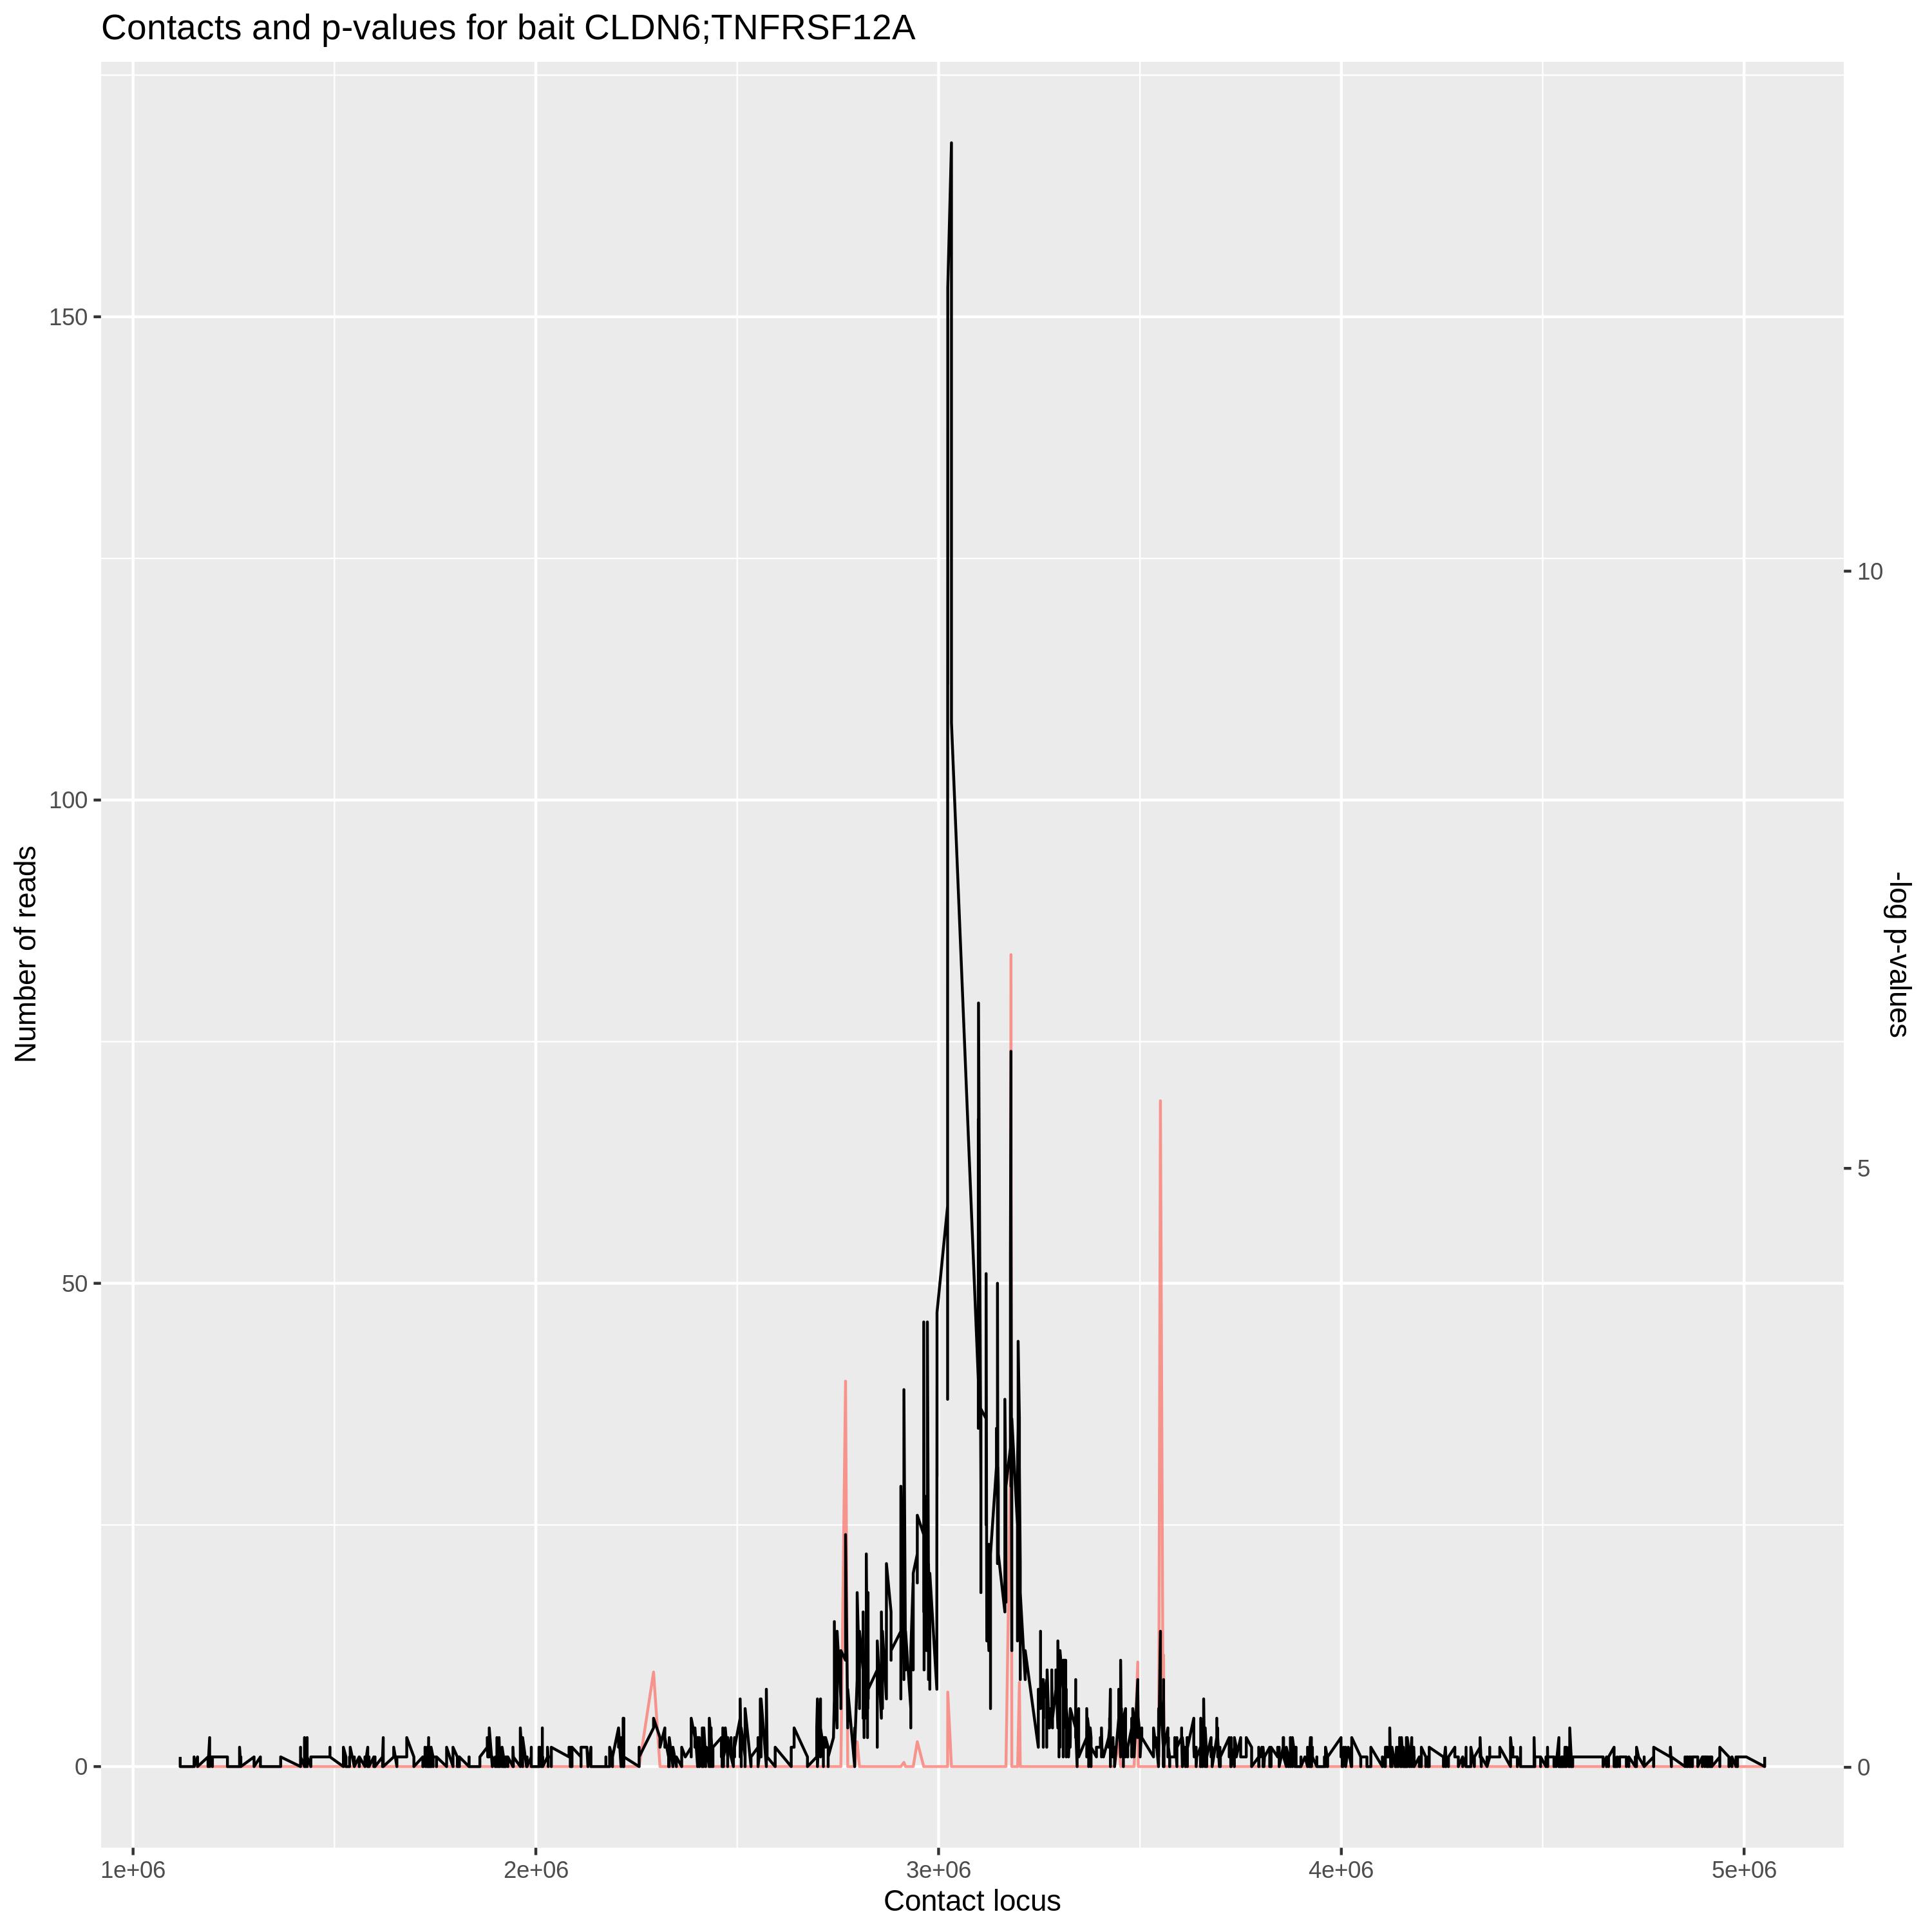 Contacts and p-values for bait CLDN6;TNFRSF12A
Number of reads
150
100
50
0
10
5
0
-log p-values
1e+06
2e+06
3e+06
4e+06
5e+06
Contact locus